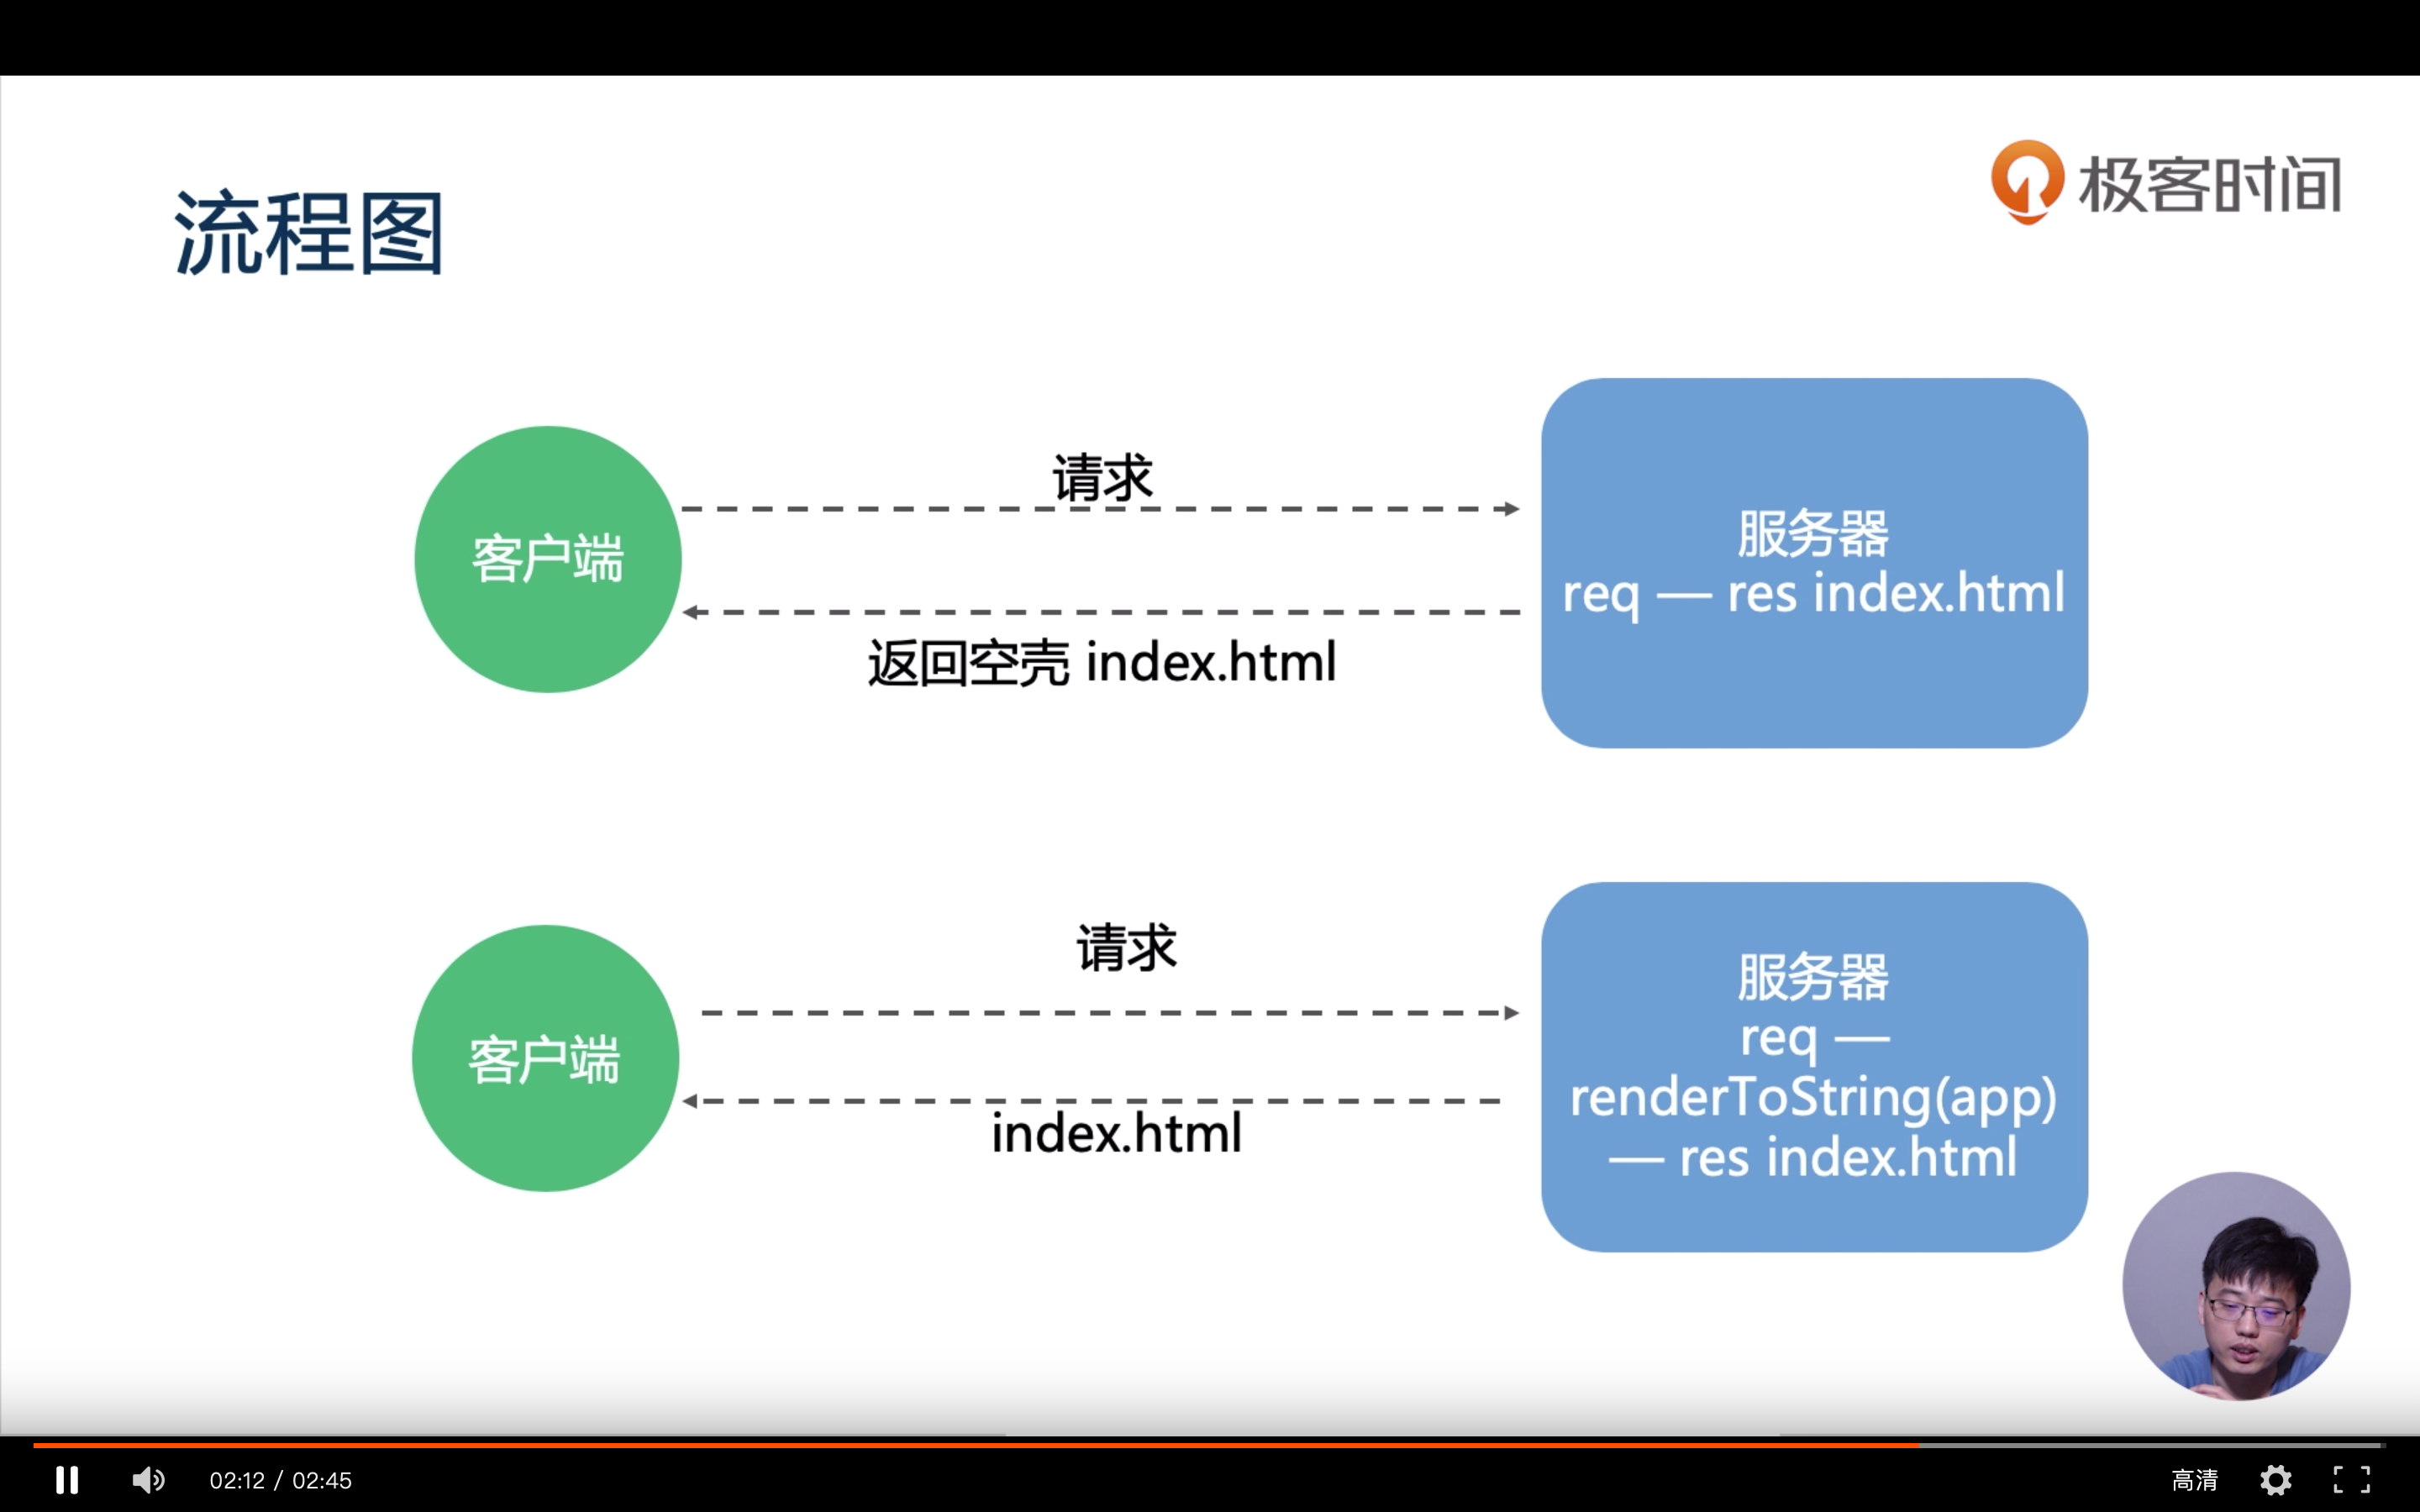 极客时间
流程图
请求
客户端
服务器
req — res index.html
返回空壳 index.html
请求
客户端
服务器
req —
renderToString(app)
— res index.html
index.html
02:12 / 02:45
高清